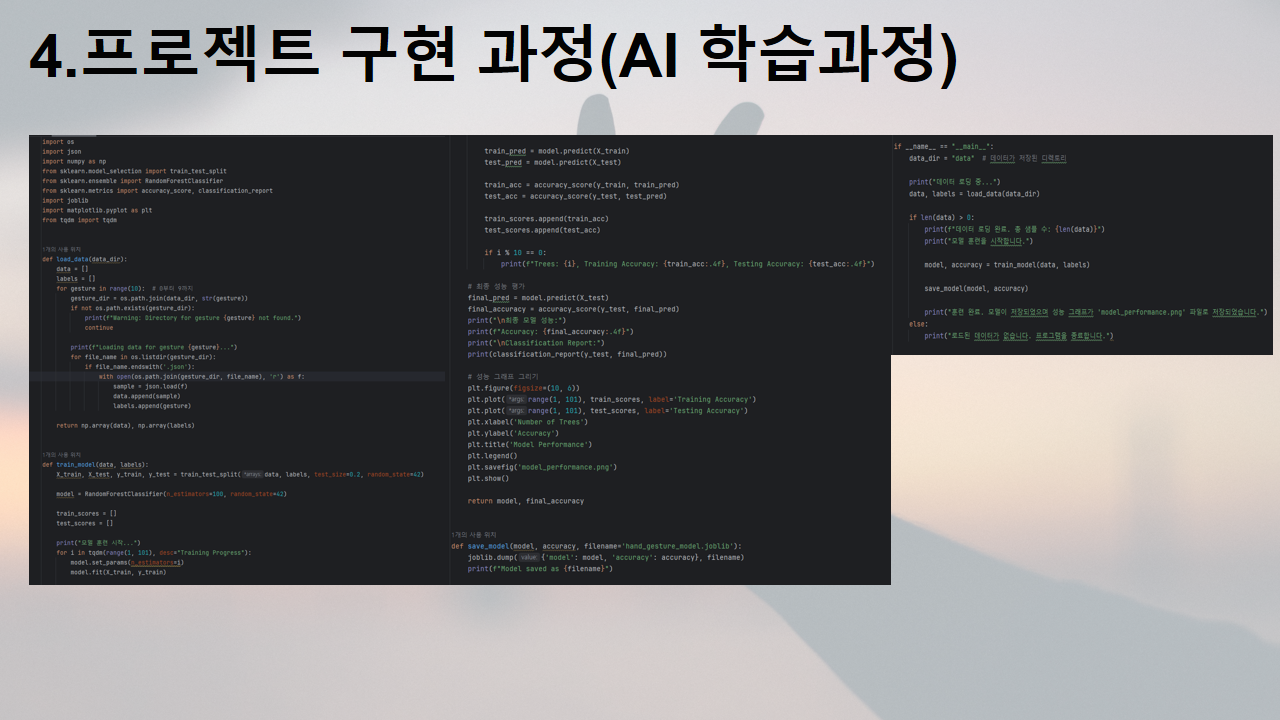 4.프로젝트 구현 과정(AI 학습과정)
import os
import json
import numpy as np
from sklearn.model_selection import train_test_split
from sklearn.ensemble import RandomForestClassifier
from sklearn.metrics import accuracy_score, classification_report
import joblib
import matplotlib.pyplot as plt
from tqdm import tqdm
1개의 사용 위치
def load_data(data_dir):
data = []
labels = []
for gesture in range(10):  # 0부터 9까지
gesture_dir = os.path.join(data_dir, str(gesture))
if not os.path.exists(gesture_dir):
print(f"Warning: Directory for gesture {gesture} not found.")
continue
print(f"Loading data for gesture {gesture}...")
for file_name in os.listdir(gesture_dir):
if file_name.endswith('.json'):
with open(os.path.join(gesture_dir, file_name), 'r') as f:
sample = json.load(f)
data.append(sample)
labels.append(gesture)
return np.array(data), np.array(labels)
1개의 사용 위치
def train_model(data, labels):
X_train, X_test, y_train, y_test = train_test_split( *arrays: data, labels, test_size=0.2, random_state=42)
model = RandomForestClassifier(n_estimators=100, random_state=42)
train_scores = []
test_scores = []
print("모델 훈련 시작...")
for i in tqdm(range(1, 101), desc="Training Progress"):
model.set_params(n_estimators=i)
model.fit(X_train, y_train)
train_pred = model.predict(X_train)
test_pred = model.predict(X_test)
train_acc = accuracy_score(y_train, train_pred)
test_acc = accuracy_score(y_test, test_pred)
train_scores.append(train_acc)
test_scores.append(test_acc)
if i % 10 == 0:
print(f"Trees: {i}, Training Accuracy: {train_acc:.4f}, Testing Accuracy: {test_acc:.4f}")
# 최종 성능 평가
final_pred = model.predict(X_test)
final_accuracy = accuracy_score(y_test, final_pred)
print("\n최종 모델 성능:")
print(f"Accuracy: {final_accuracy:.4f}")
print("\nClassification Report:")
print(classification_report(y_test, final_pred))
# 성능 그래프 그리기
plt.figure(figsize=(10, 6))
plt.plot( *args: range(1, 101), train_scores, label='Training Accuracy')
plt.plot( *args: range(1, 101), test_scores, label='Testing Accuracy')
plt.xlabel('Number of Trees')
plt.ylabel('Accuracy')
plt.title('Model Performance')
plt.legend()
plt.savefig('model_performance.png')
plt.show()
return model, final_accuracy
1개의 사용 위치
def save_model(model, accuracy, filename='hand_gesture_model.joblib'):
joblib.dump( value: {'model': model, 'accuracy': accuracy}, filename)
print(f"Model saved as {filename}")
if __name__ == "__main__":
data_dir = "data"  # 데이터가 저장된 디렉토리
print("데이터 로딩 중...")
data, labels = load_data(data_dir)
if len(data) > 0:
print(f"데이터 로딩 완료. 총 샘플 수: {len(data)}")
print("모델 훈련을 시작합니다.")
model, accuracy = train_model(data, labels)
save_model(model, accuracy)
print("훈련 완료. 모델이 저장되었으며 성능 그래프가 'model_performance.png' 파일로 저장되었습니다.")
else:
print("로드된 데이터가 없습니다. 프로그램을 종료합니다.")